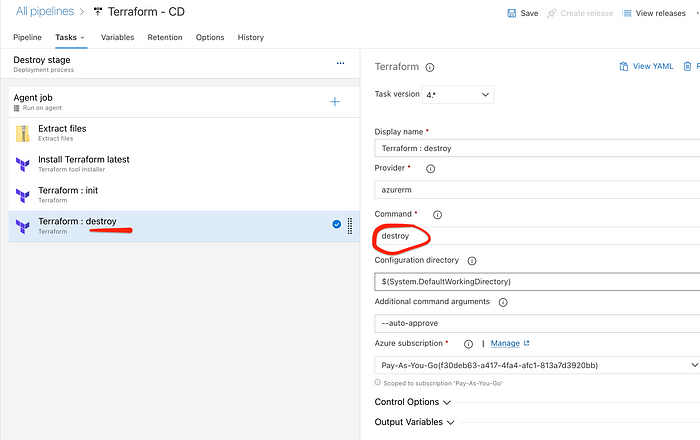 All pipelines > Terraform - CD
Save Create release View releases
Pipeline Tasks Variables Retention Options History
Destroy stage
Deployment process
Agent job
Run on agent
Extract files
Extract files
Install Terraform latest
Terraform tool installer
Terraform : init
Terraform
Terraform : destroy
Terraform
Terraform
View YAML
Task version 4.*
Display name *
Terraform : destroy
Provider *
azurerm
Command *
destroy
Configuration directory
$(System.DefaultWorkingDirectory)
Additional command arguments
--auto-approve
Azure subscription * | Manage
Pay-As-You-Go(f30deb63-a417-4fa4-afc1-813a7d3920bb)
Scoped to subscription 'Pay-As-You-Go'
Control Options
Output Variables